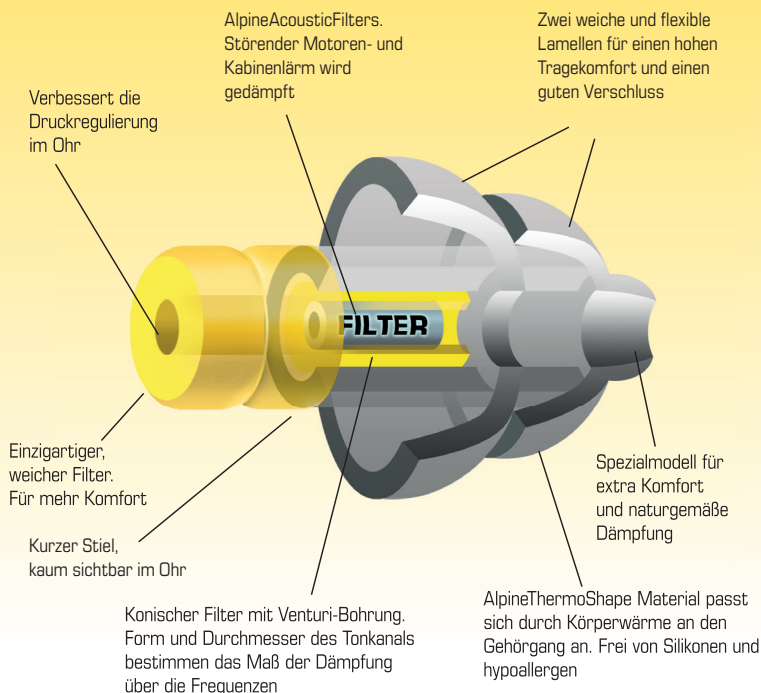 AlpineAcousticFilters.
Störender Motoren- und
Kabinenlärm wird
gedämpft
Zwei weiche und flexible
Lamellen für einen hohen
Tragekomfort und einen
guten Verschluss
Verbessert die
Druckregulierung
im Ohr
FILTER
Einzigartiger,
weicher Filter.
Für mehr Komfort
Spezialmodell für
extra Komfort
und naturgemäße
Dämpfung
Kurzer Stiel,
kaum sichtbar im Ohr
Konischer Filter mit Venturi-Bohrung.
Form und Durchmesser des Tonkanals
bestimmen das Maß der Dämpfung
über die Frequenzen
AlpineThermoShape Material passt
sich durch Körperwärme an den
Gehörgang an. Frei von Silikonen und
hypoallergen